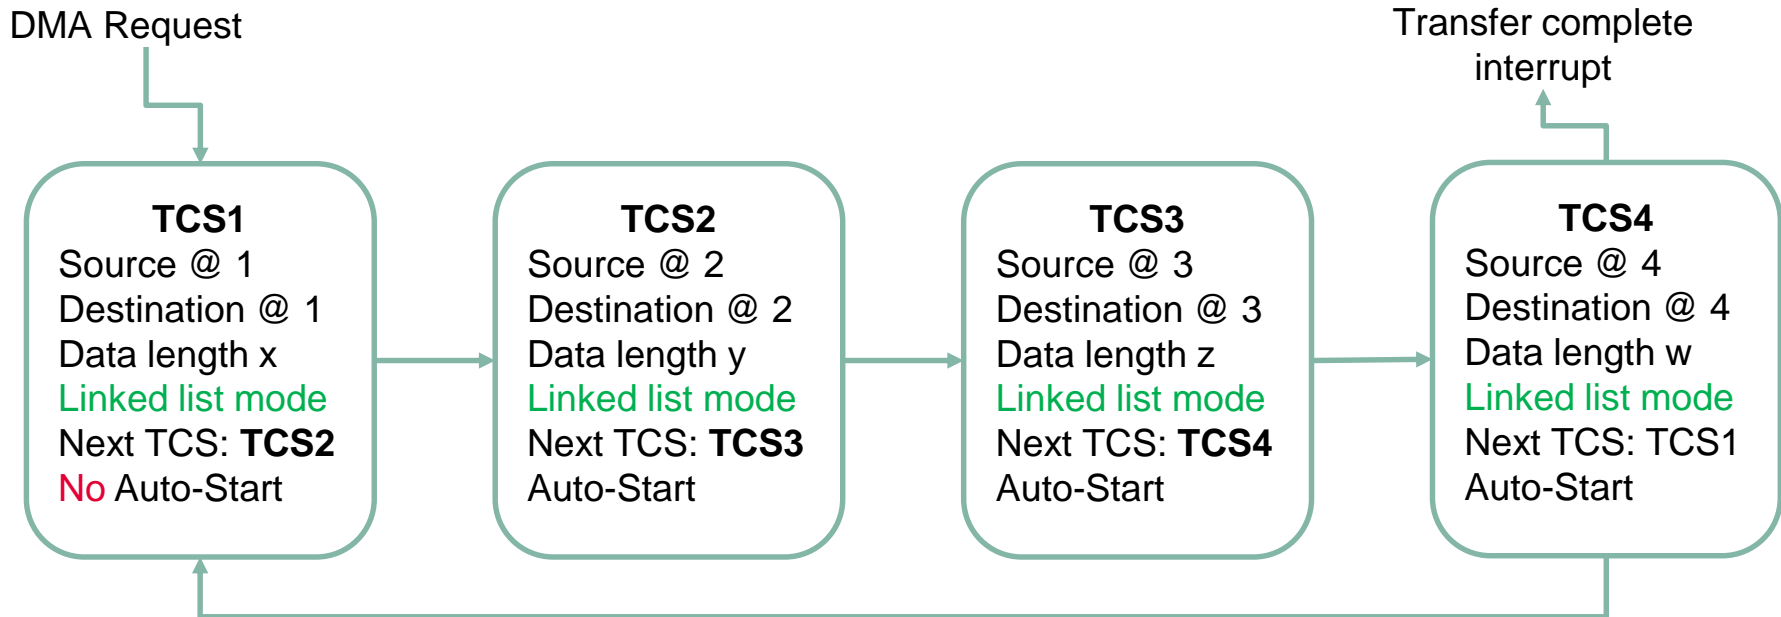 DMA Request
Transfer complete
interrupt
TCS1
Source @ 1
Destination @ 1
Data length x
Linked list mode
Next TCS: TCS2
No Auto-Start
TCS2
Source @ 2
Destination @ 2
Data length y
Linked list mode
Next TCS: TCS3
Auto-Start
TCS3
Source @ 3
Destination @ 3
Data length z
Linked list mode
Next TCS: TCS4
Auto-Start
TCS4
Source @ 4
Destination @ 4
Data length w
Linked list mode
Next TCS: TCS1
Auto-Start